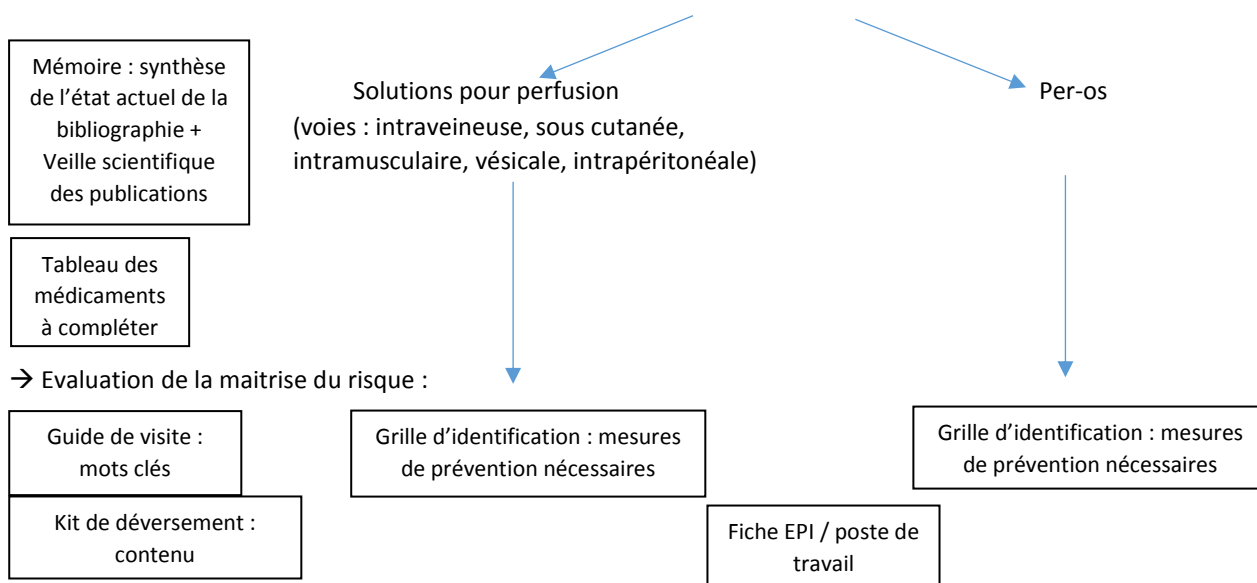 Mémoire : synthèse
de l’état actuel de la
bibliographie +
Veille scientifique
des publications
Solutions pour perfusion
(voies : intraveineuse, sous cutanée,
intramusculaire, vésicale, intrapéritonéale)
Per-os
Tableau des
médicaments
à compléter
→ Evaluation de la maitrise du risque :
Guide de visite :
mots clés
Grille d’identification : mesures
de prévention nécessaires
Grille d’identification : mesures
de prévention nécessaires
Kit de déversement :
contenu
Fiche EPI / poste de
travail